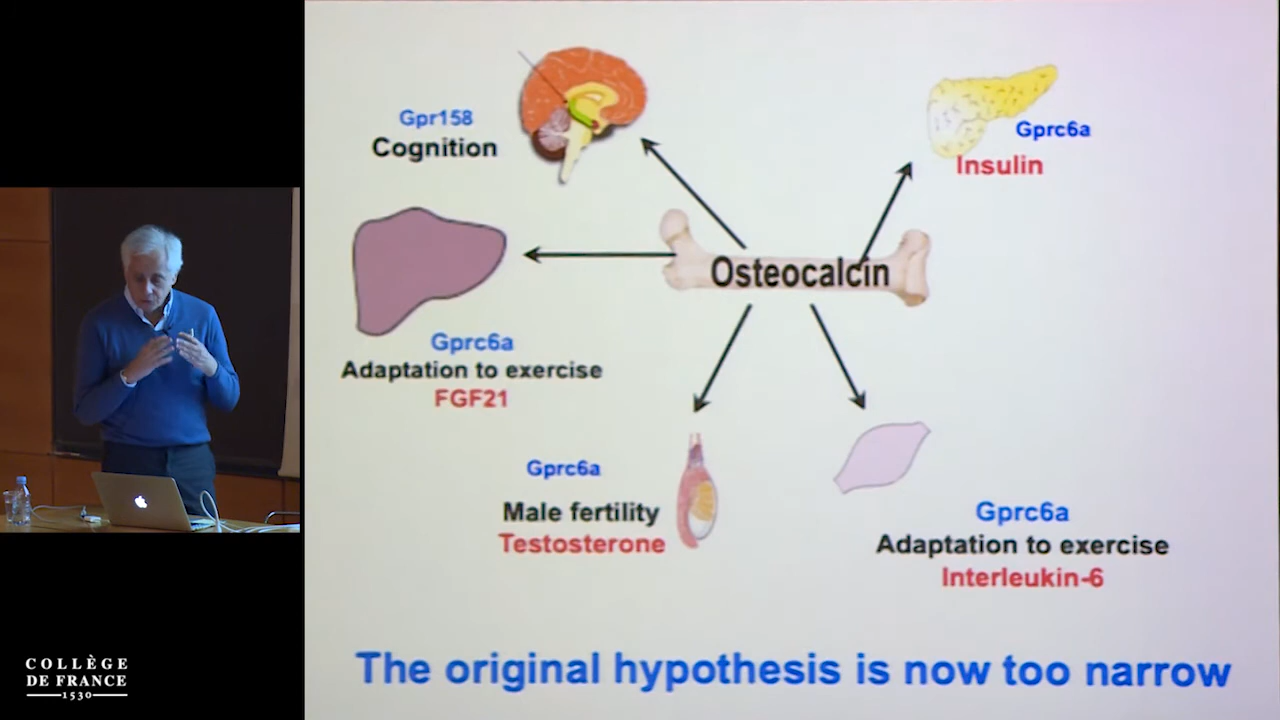 Gpr158
Cognition
Gprc6a
Insulin
Osteocalcin
Gprc6a
Adaptation to exercise
FGF21
Gprc6a
Male fertility
Testosterone
Gprc6a
Adaptation to exercise
Interleukin-6
The original hypothesis is now too narrow
COLLÈGE
DE FRANCE
1530